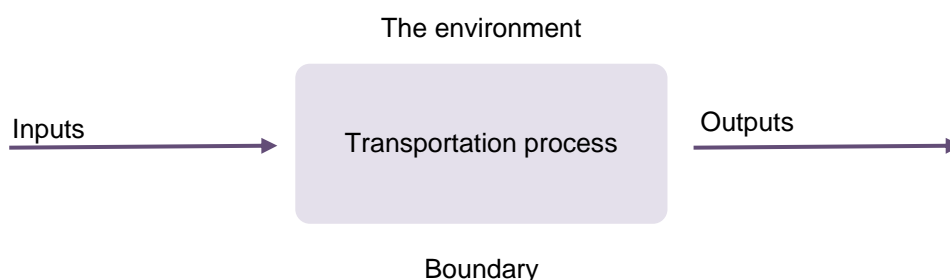 The environment
Inputs
Transportation process
Outputs
Boundary